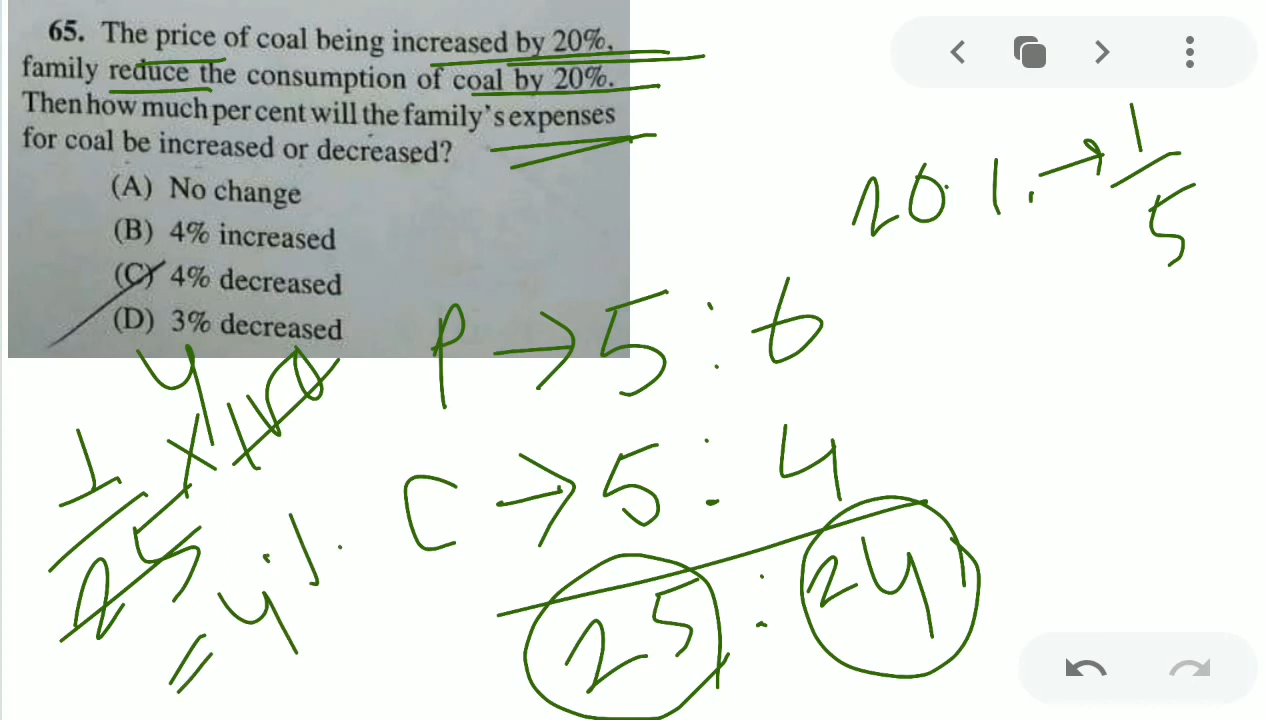 65. The price of coal being increased by 20%,
family reduce the consumption of coal by 20%.
Then how much per cent will the family's expenses
for coal be increased or decreased?
(A) No change
(B) 4% increased
(C) 4% decreased
(D) 3% decreased
20% → 1/5
P → 5 : 6
C → 5 : 4
25 : 24
1/25 × 100 4
= 4%